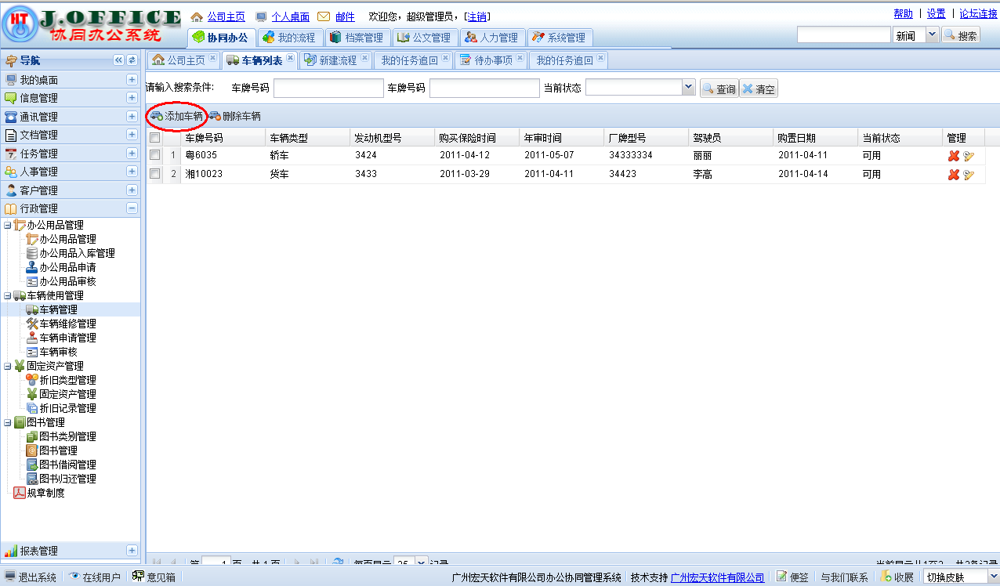 HT J.OFFICE 协同办公系统
公司主页 个人桌面 邮件 欢迎您，超级管理员，[注销] 帮助 | 设置 | 论坛连接
协同办公 我的流程 档案管理 公文管理 人力管理 系统管理 新闻 搜索
导航
公司主页 车辆列表 新建流程 我的任务追回 待办事项 我的任务追回
请输入搜索条件: 车牌号码 车牌号码 当前状态 查询 清空
添加车辆 删除车辆
车牌号码 车辆类型 发动机型号 购买保险时间 年审时间 厂牌型号 驾驶员 购置日期 当前状态 管理
1 粤6035 轿车 3424 2011-04-12 2011-05-07 34333334 丽丽 2011-04-11 可用
2 湘10023 货车 3433 2011-03-29 2011-04-11 34423 李高 2011-04-14 可用
我的桌面
信息管理
通讯管理
文档管理
任务管理
人事管理
客户管理
行政管理
办公用品管理
办公用品管理
办公用品入库管理
办公用品申请
办公用品审核
车辆使用管理
车辆管理
车辆维修管理
车辆申请管理
车辆审核
固定资产管理
折旧类型管理
固定资产管理
折旧记录管理
图书管理
图书类别管理
图书管理
图书借阅管理
图书归还管理
规章制度
报表管理
第 1 页，共 1 页 每页显示 25 记录 当前显示从1至2，共2条记录
退出系统 在线用户 意见箱 广州宏天软件有限公司办公协同管理系统 | 技术支持 广州宏天软件有限公司 便签 与我们联系 收展 切换皮肤